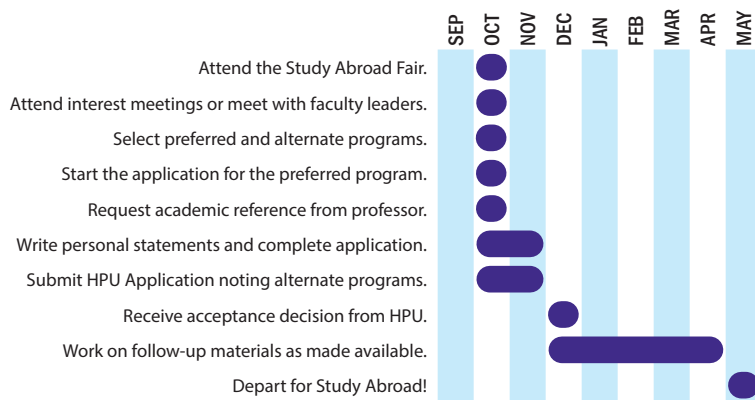 SEP OCT NOV DEC JAN FEB MAR APR MAY
Attend the Study Abroad Fair.
Attend interest meetings or meet with faculty leaders.
Select preferred and alternate programs.
Start the application for the preferred program.
Request academic reference from professor.
Write personal statements and complete application.
Submit HPU Application noting alternate programs.
Receive acceptance decision from HPU.
Work on follow-up materials as made available.
Depart for Study Abroad!